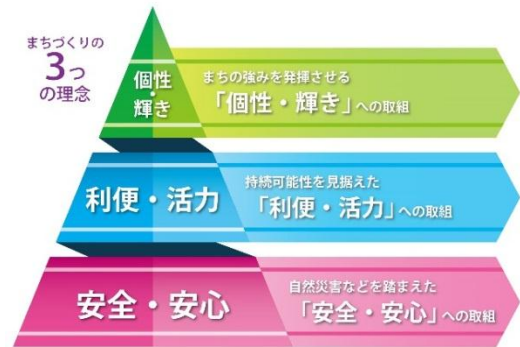 まちづくりの
3つ
の理念
個性
・
輝き
まちの強みを発揮させる
「個性・輝き」への取組
利便・活力
持続可能性を見据えた
「利便・活力」への取組
安全・安心
自然災害などを踏まえた
「安全・安心」への取組